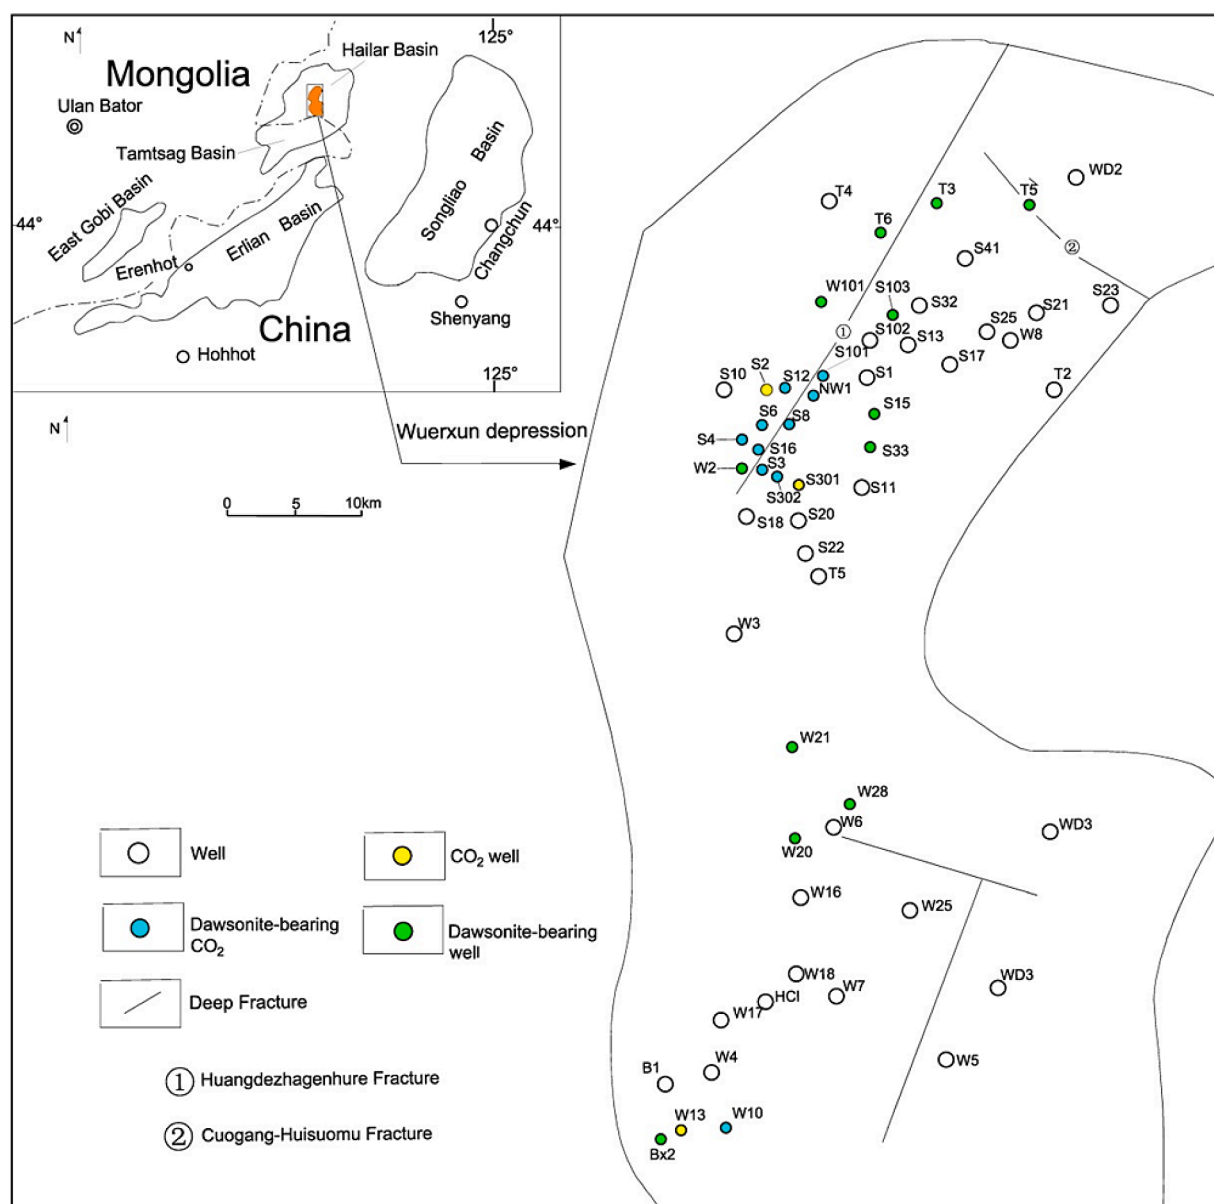 125°
N
Hailar Basin
Mongolia
Ulan Bator
Tamtsag Basin
East Gobi Basin
44°
Erenhot
Erlian Basin
Songliao Basin
Changchun
44°
Shenyang
China
Hohhot
125°
N
Wuerxun depression
0 5 10km
WD2
T4
T3
T5
T6
②
S41
W101
S103
S32
S21
S23
①
S102
S13
S25
W8
S101
S17
S10
S2
S12
NW1
S1
T2
S6
S8
S15
S4
S16
S33
W2
S3
S302
S301
S11
S18
S20
S22
T5
W3
W21
W28
W6
WD3
W20
W16
W25
W18
HCl
W7
WD3
W17
W4
W5
B1
W13
W10
Bx2
Well
CO₂ well
Dawsonite-bearing
CO₂
Dawsonite-bearing
well
Deep Fracture
① Huangdezhagenhure Fracture
② Cuogang-Huisuomu Fracture